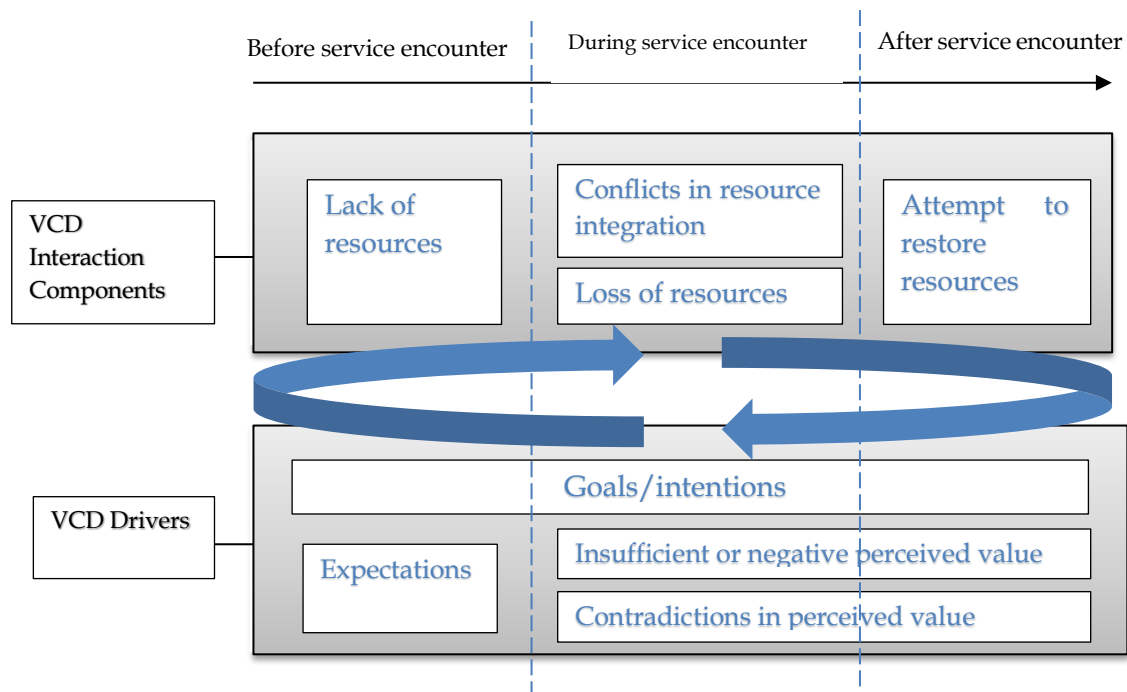 Before service encounter
During service encounter
After service encounter
VCD
Interaction
Components
Lack of
resources
Conflicts in resource
integration
Loss of resources
Attempt to
restore
resources
VCD Drivers
Goals/intentions
Expectations
Insufficient or negative perceived value
Contradictions in perceived value